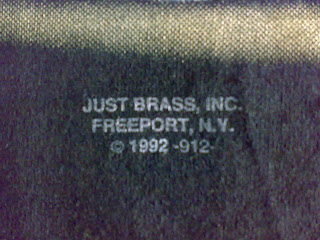 JUST BRASS, INC.
FREEPORT, N.Y.
© 1992 -912-